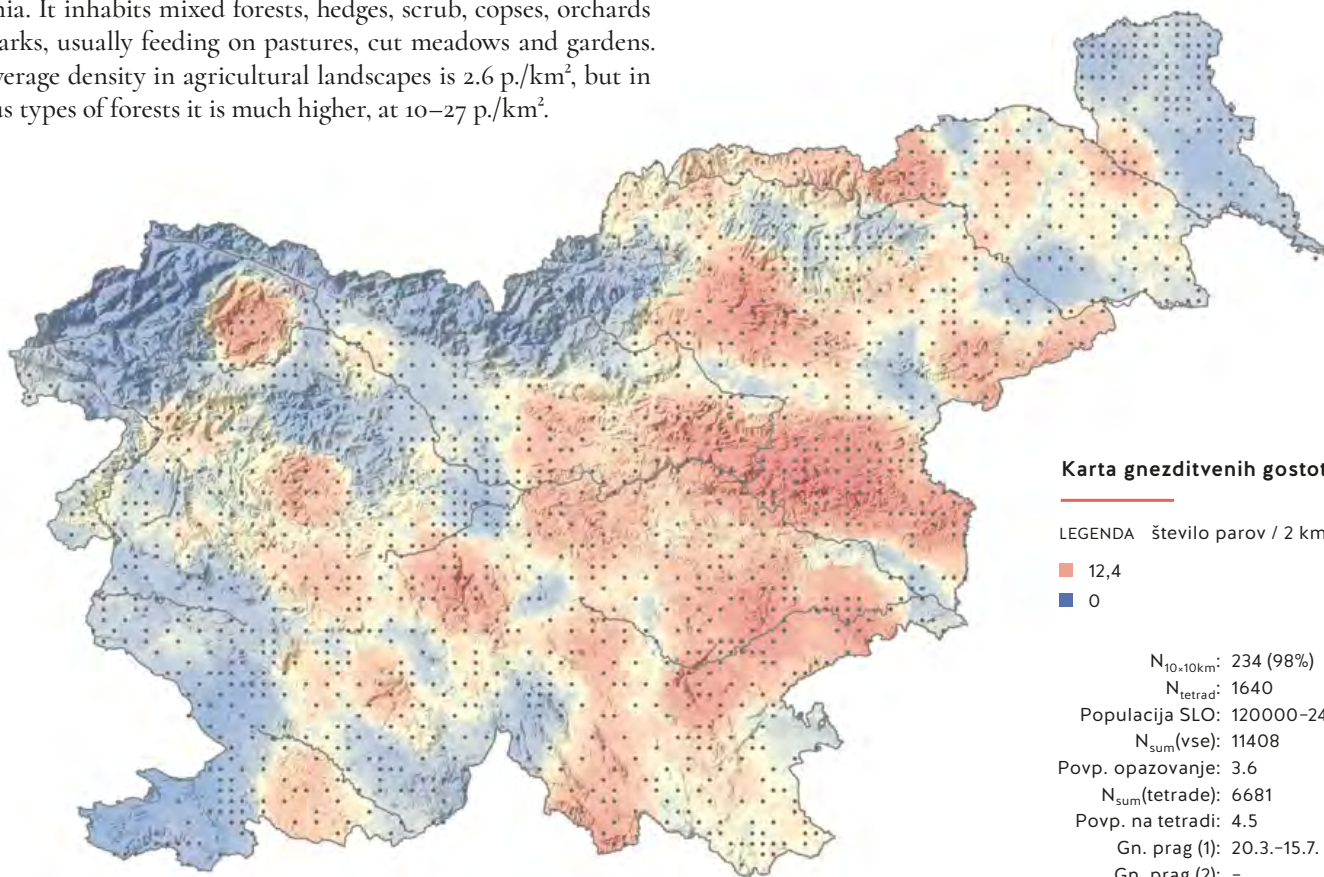 It inhabits mixed forests, hedges, scrub, copses, orchards
usually feeding on pastures, cut meadows and gardens.
density in agricultural landscapes is 2.6 p./km², but in
types of forests it is much higher, at 10–27 p./km².
Karta gnezditvenih gostot
LEGENDA število parov / 2 km
12,4
0
N10×10km: 234 (98%)
Ntetrad: 1640
Populacija SLO: 120000–24
Nsum(vse): 11408
Povp. opazovanje: 3.6
Nsum(tetrade): 6681
Povp. na tetradi: 4.5
Gn. prag (1): 20.3.–15.7.
Gn. prag (2): –